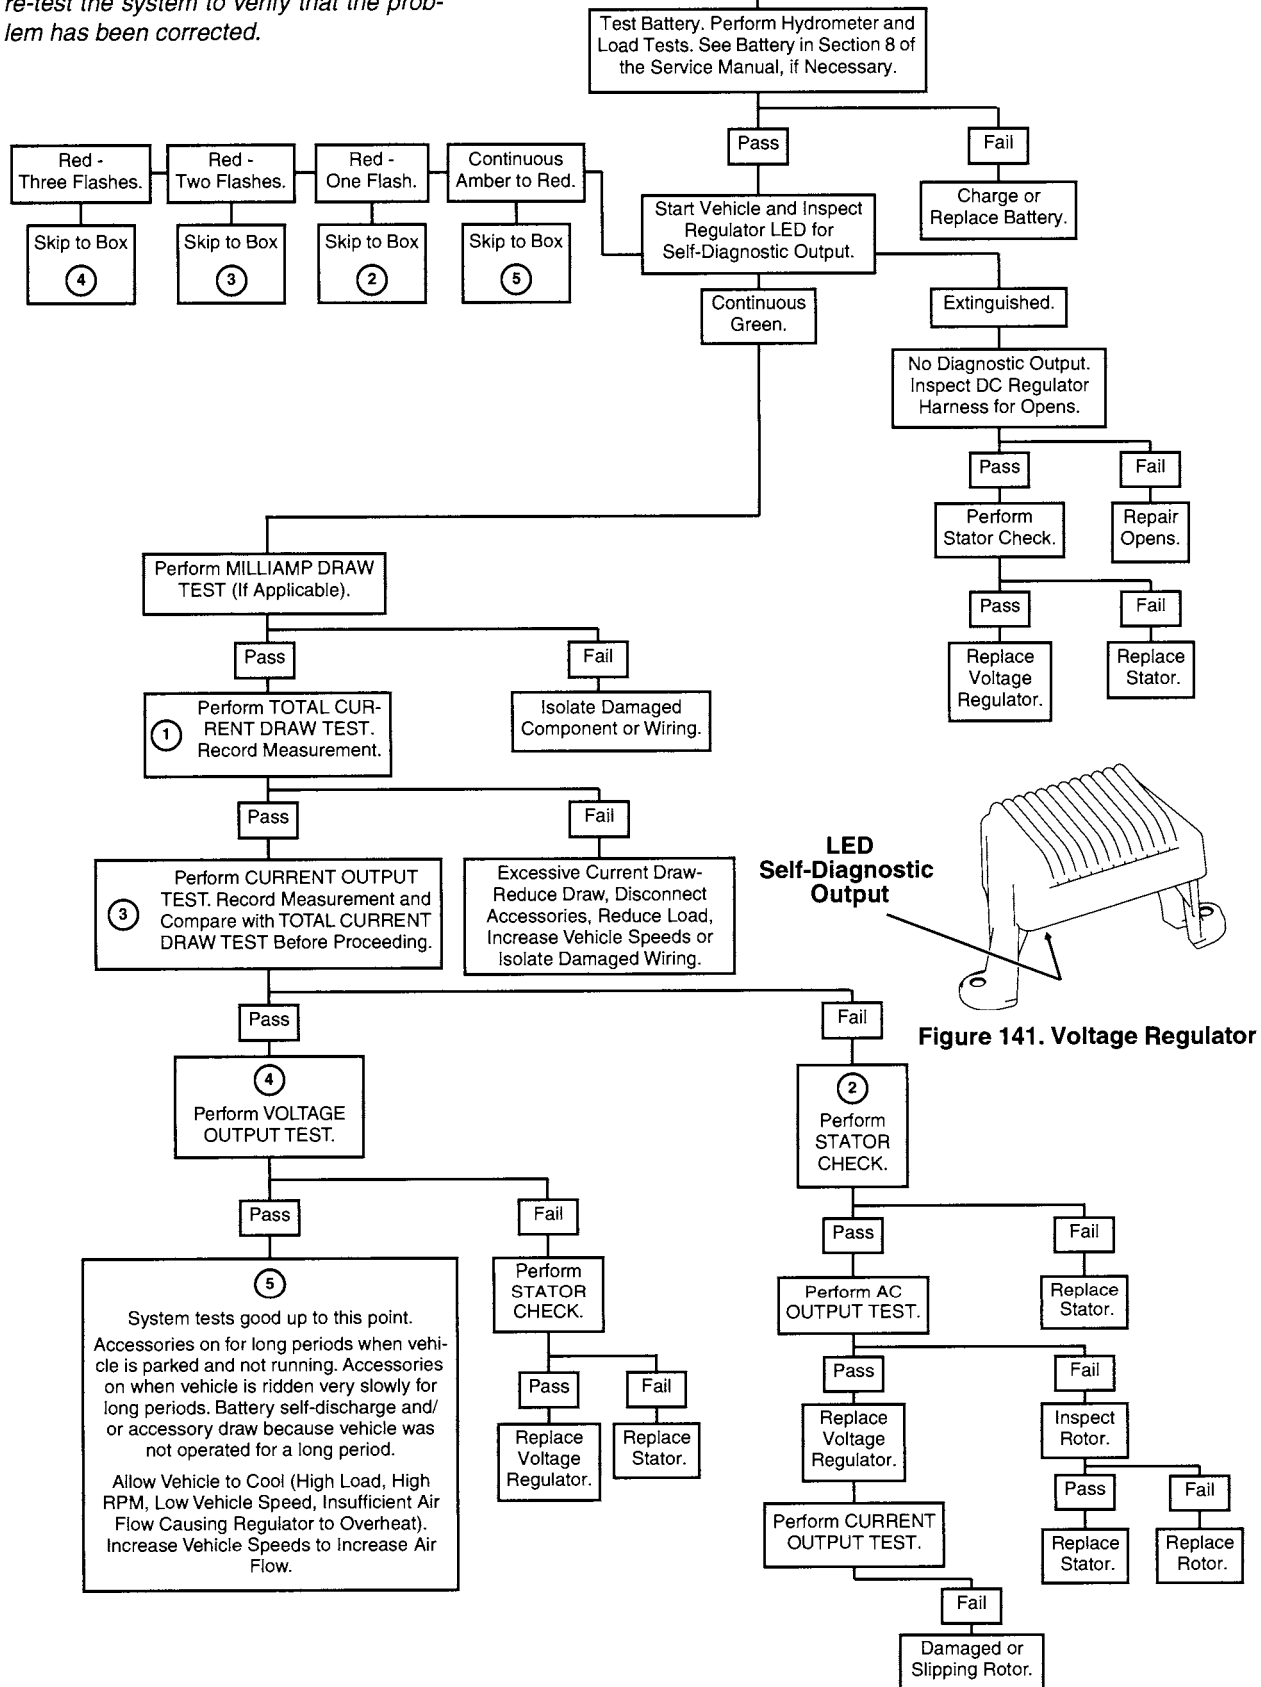 re-test the system to verify that the prob-
lem has been corrected.
Test Battery. Perform Hydrometer and
Load Tests. See Battery in Section 8 of
the Service Manual, if Necessary.
Pass
Fail
Charge or
Replace Battery.
Red -
Three Flashes.
Red -
Two Flashes.
Red -
One Flash.
Continuous
Amber to Red.
Skip to Box
4
Skip to Box
3
Skip to Box
2
Skip to Box
5
Start Vehicle and Inspect
Regulator LED for
Self-Diagnostic Output.
Continuous
Green.
Extinguished.
No Diagnostic Output.
Inspect DC Regulator
Harness for Opens.
Pass
Fail
Perform
Stator Check.
Repair
Opens.
Pass
Fail
Replace
Voltage
Regulator.
Replace
Stator.
Perform MILLIAMP DRAW
TEST (If Applicable).
Pass
Fail
1
Perform TOTAL CUR-
RENT DRAW TEST.
Record Measurement.
Isolate Damaged
Component or Wiring.
Pass
Fail
3
Perform CURRENT OUTPUT
TEST. Record Measurement and
Compare with TOTAL CURRENT
DRAW TEST Before Proceeding.
Excessive Current Draw-
Reduce Draw, Disconnect
Accessories, Reduce Load,
Increase Vehicle Speeds or
Isolate Damaged Wiring.
LED
Self-Diagnostic
Output
Figure 141. Voltage Regulator
Pass
Fail
4
Perform VOLTAGE
OUTPUT TEST.
2
Perform
STATOR
CHECK.
Pass
Fail
5
System tests good up to this point.
Accessories on for long periods when vehi-
cle is parked and not running. Accessories
on when vehicle is ridden very slowly for
long periods. Battery self-discharge and/
or accessory draw because vehicle was
not operated for a long period.
Allow Vehicle to Cool (High Load, High
RPM, Low Vehicle Speed, Insufficient Air
Flow Causing Regulator to Overheat).
Increase Vehicle Speeds to Increase Air
Flow.
Perform
STATOR
CHECK.
Pass
Fail
Replace
Voltage
Regulator.
Replace
Stator.
Pass
Fail
Perform AC
OUTPUT TEST.
Replace
Stator.
Pass
Fail
Replace
Voltage
Regulator.
Inspect
Rotor.
Pass
Fail
Replace
Stator.
Replace
Rotor.
Perform CURRENT
OUTPUT TEST.
Fail
Damaged or
Slipping Rotor.